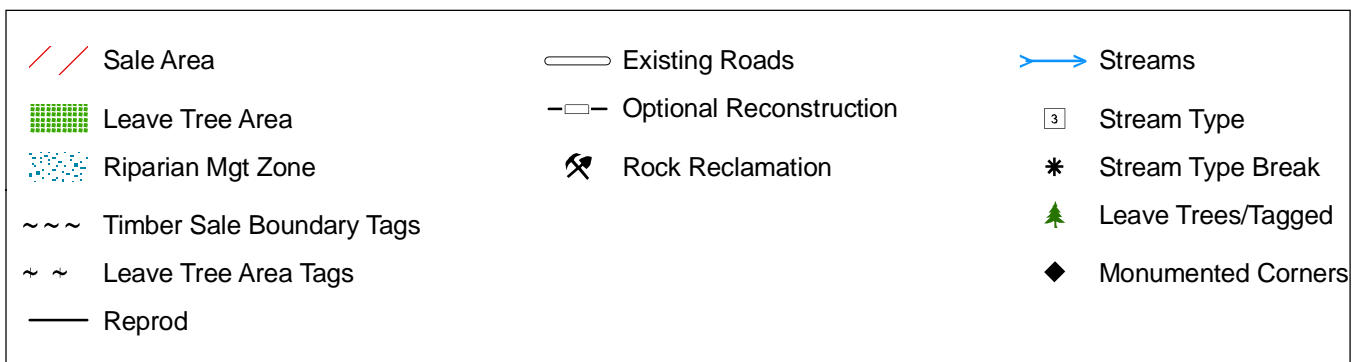 Sale Area
Leave Tree Area
Riparian Mgt Zone
Timber Sale Boundary Tags
Leave Tree Area Tags
Reprod
Existing Roads
Optional Reconstruction
Rock Reclamation
Streams
3 Stream Type
Stream Type Break
Leave Trees/Tagged
Monumented Corners